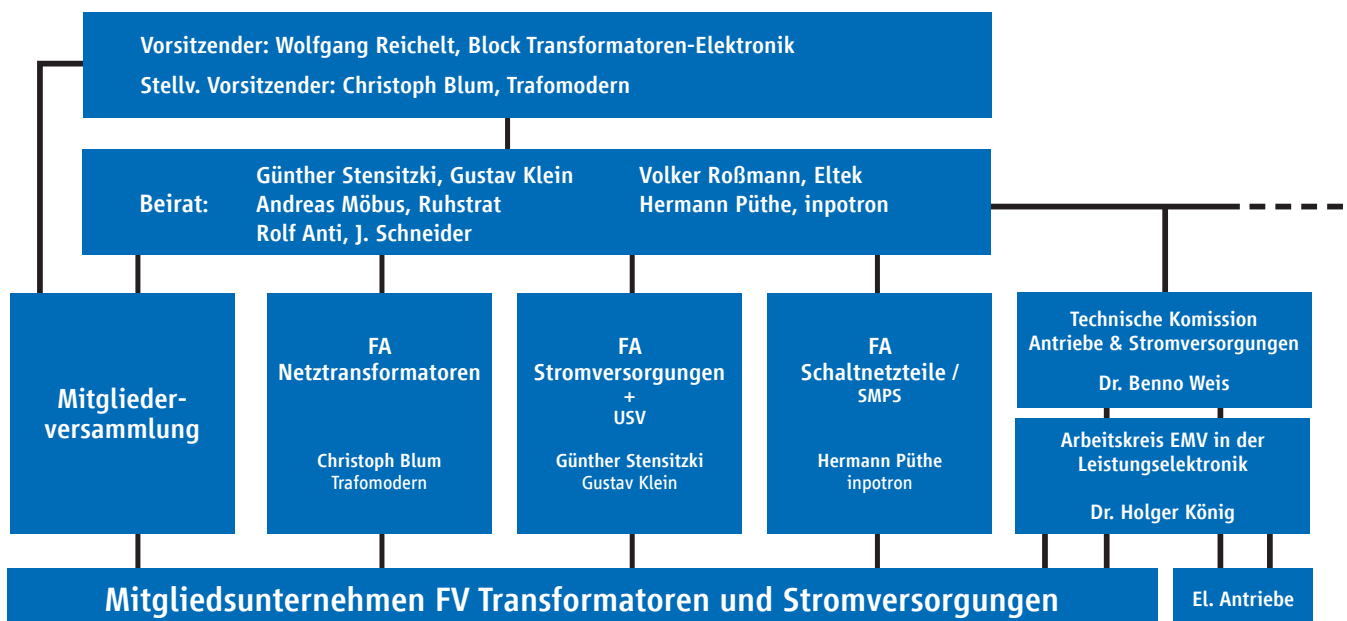 Vorsitzender: Wolfgang Reichelt, Block Transformatoren-Elektronik
Stellv. Vorsitzender: Christoph Blum, Trafomodern
Beirat:
Günther Stensitzki, Gustav Klein
Andreas Möbus, Ruhstrat
Rolf Anti, J. Schneider
Volker Roßmann, Eltek
Hermann Püthe, inpotron
Mitglieder-
versammlung
FA
Netztransformatoren
Christoph Blum
Trafomodern
FA
Stromversorgungen
+
USV
Günther Stensitzki
Gustav Klein
FA
Schaltnetzteile /
SMPS
Hermann Püthe
inpotron
Technische Komission
Antriebe & Stromversorgungen
Dr. Benno Weis
Arbeitskreis EMV in der
Leistungselektronik
Dr. Holger König
Mitgliedsunternehmen FV Transformatoren und Stromversorgungen
El. Antriebe